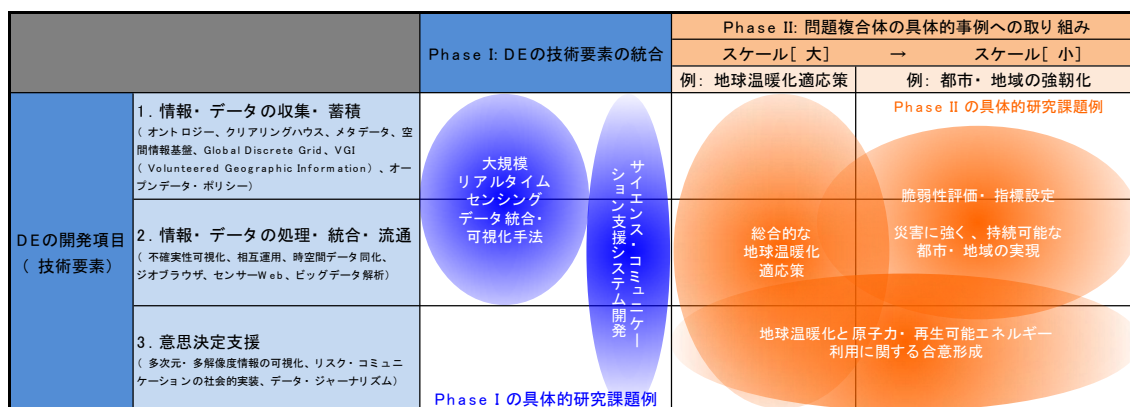 Phase I: DEの技術要素の統合
Phase II: 問題複合体の具体的事例への取り組み
スケール[大] → スケール[小]
例:地球温暖化適応策
例:都市・地域の強靭化
DEの開発項目
(技術要素)
1.情報・データの収集・蓄積
(オントロジー、クリアリングハウス、メタデータ、空
間情報基盤、Global Discrete Grid、VGI
(Volunteered Geographic Information)、オー
プンデータ・ポリシー)
2.情報・データの処理・統合・流通
(不確実性可視化、相互運用、時空間データ同化、
ジオブラウザ、センサーWeb、ビッグデータ解析)
3.意思決定支援
(多次元・多解像度情報の可視化、リスク・コミュニ
ケーションの社会的実装、データ・ジャーナリズム)
大規模
リアルタイム
センシング
データ統合・
可視化手法
サイエンス・コミュニケー
ション支援システム開発
Phase I の具体的研究課題例
Phase II の具体的研究課題例
脆弱性評価・指標設定
災害に強く、持続可能な
都市・地域の実現
総合的な
地球温暖化
適応策
地球温暖化と原子力・再生可能エネルギー
利用に関する合意形成